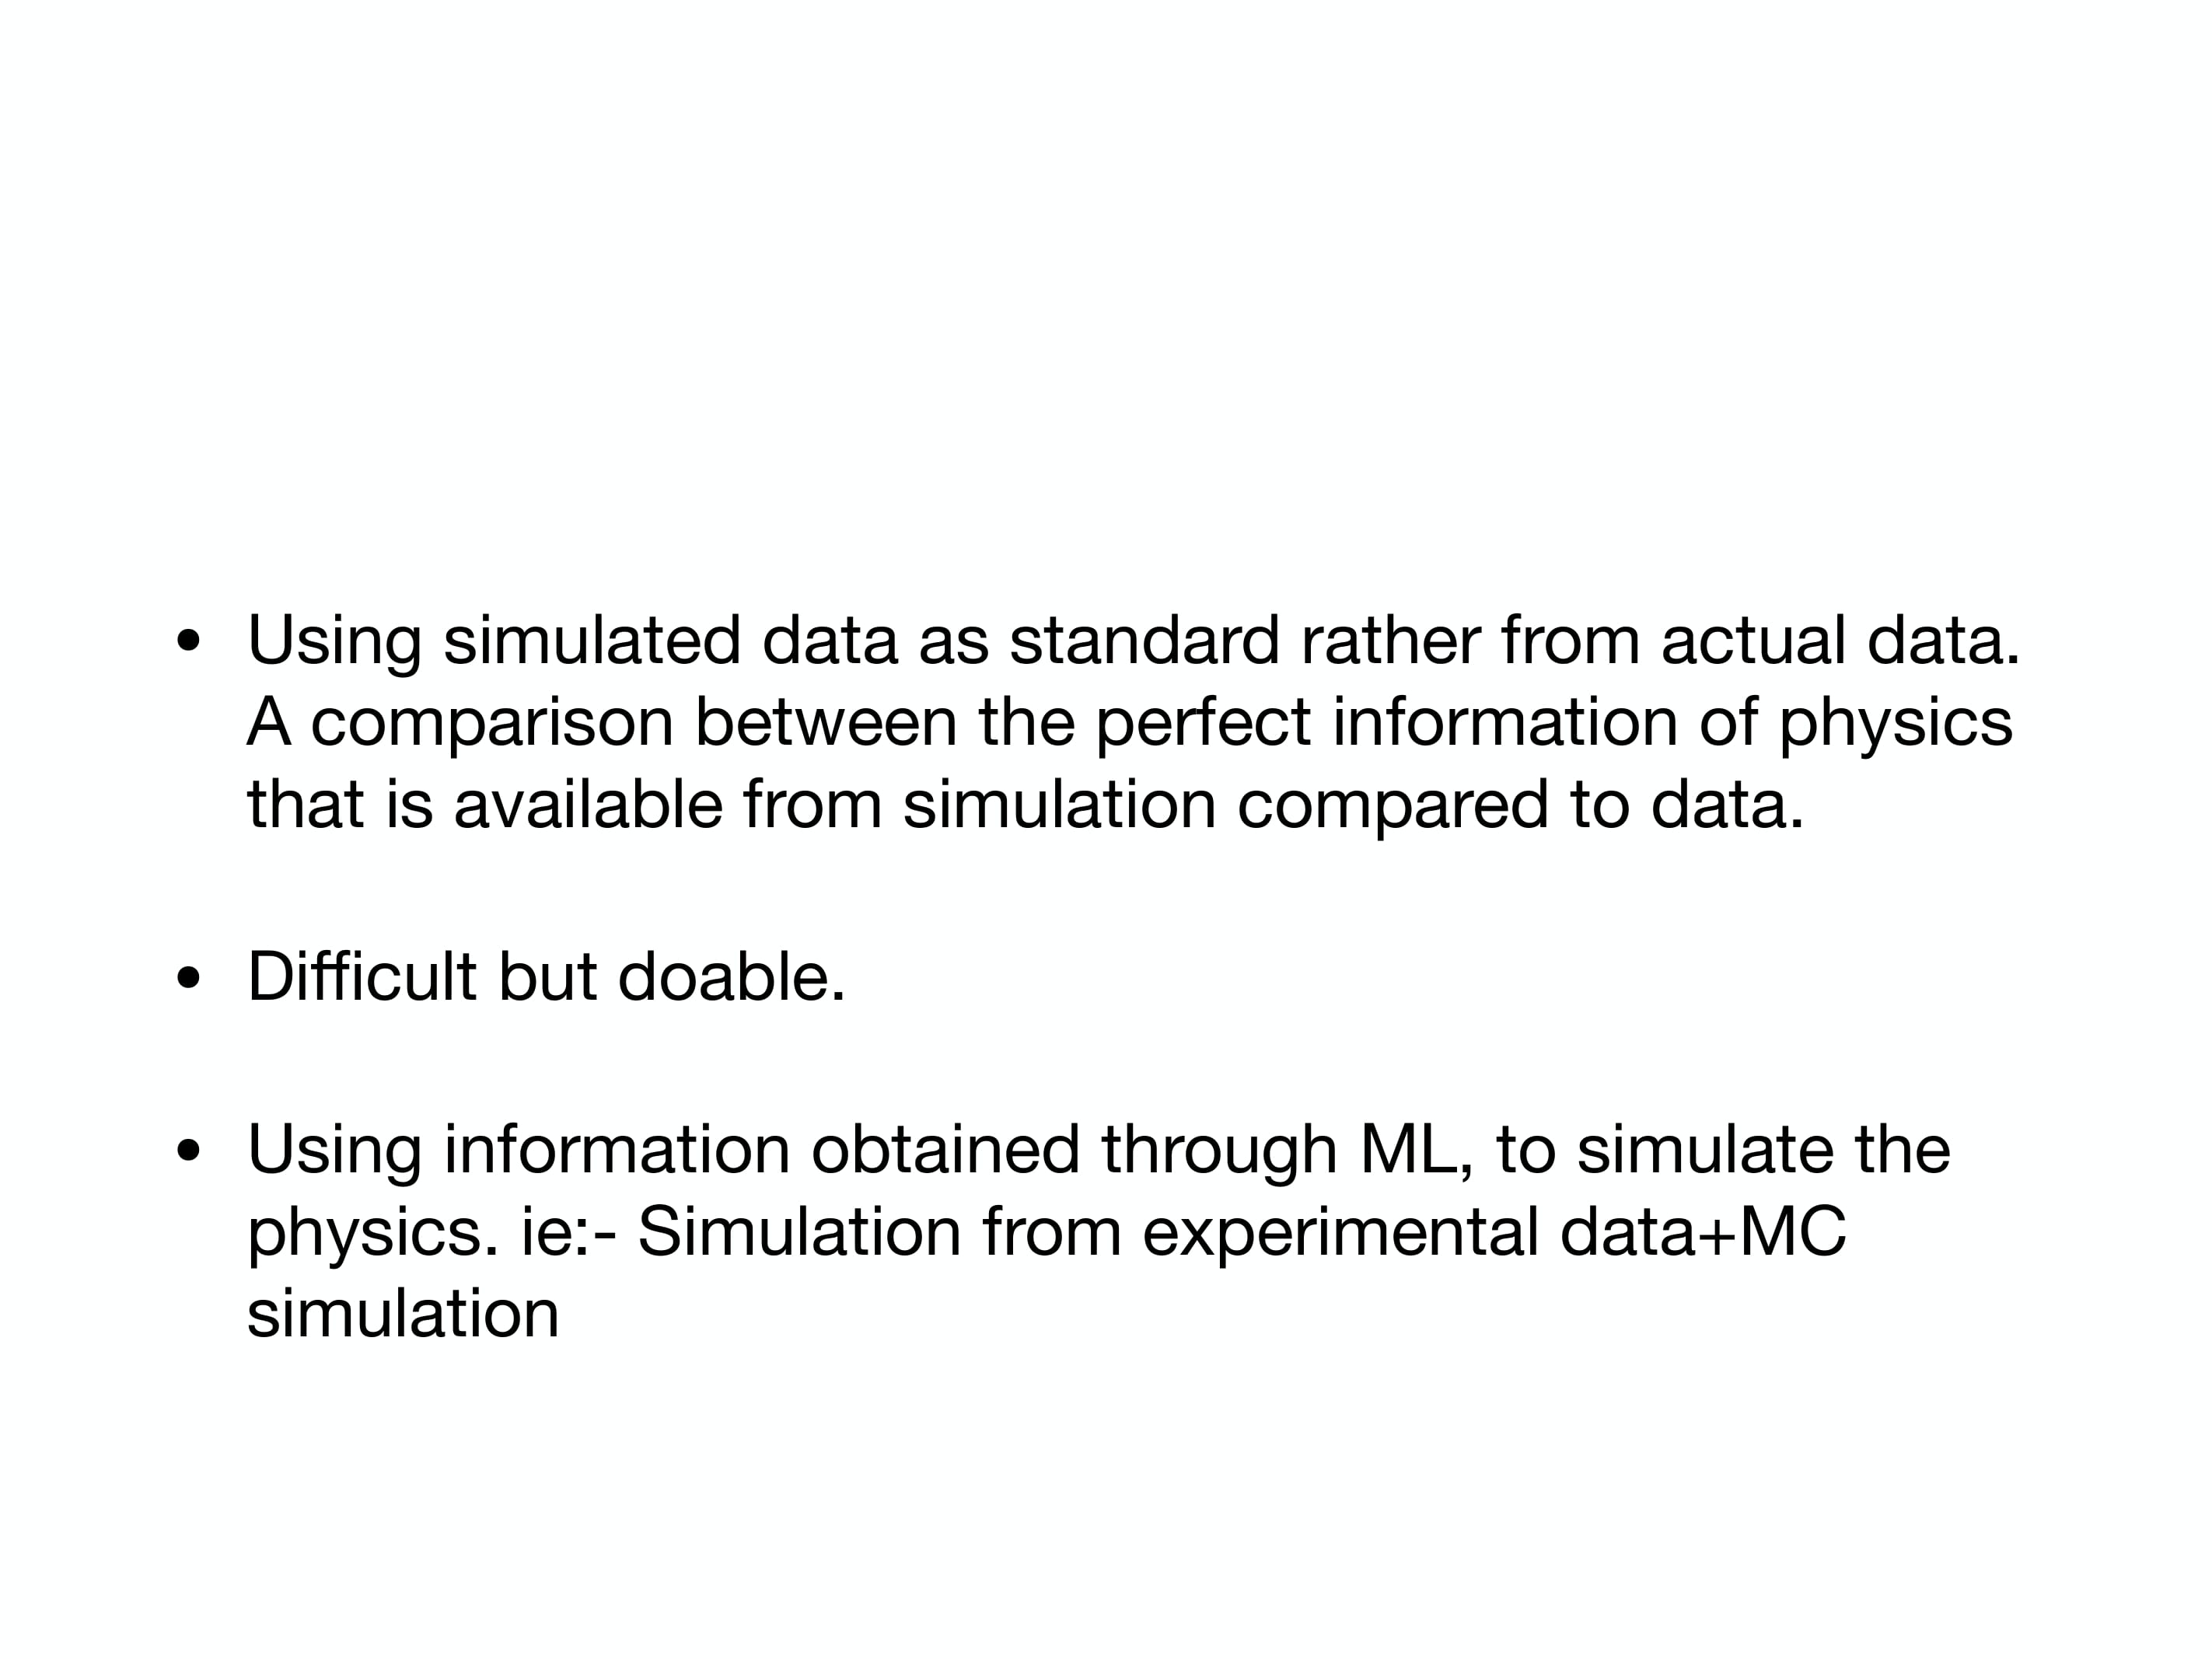 • Using simulated data as standard rather from actual data.
A comparison between the perfect information of physics
that is available from simulation compared to data.
• Difficult but doable.
• Using information obtained through ML, to simulate the
physics. ie:- Simulation from experimental data+MC
simulation